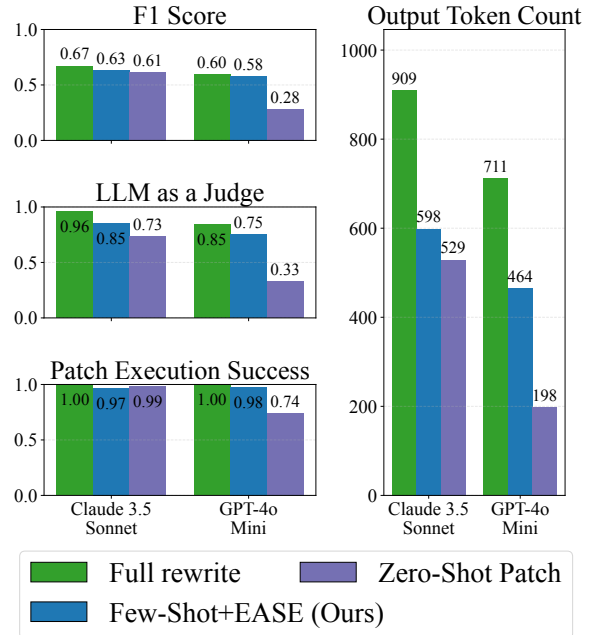 F1 Score
1.0
0.5
0.0
0.67
0.63
0.61
0.60
0.58
0.28
LLM as a Judge
1.0
0.5
0.0
0.96
0.85
0.73
0.85
0.75
0.33
Patch Execution Success
1.0
0.5
0.0
1.00
0.97
0.99
1.00
0.98
0.74
Claude 3.5
Sonnet
GPT-4o
Mini
Output Token Count
1000
800
600
400
200
0
909
598
529
711
464
198
Claude 3.5
Sonnet
GPT-4o
Mini
Full rewrite
Zero-Shot Patch
Few-Shot+EASE (Ours)